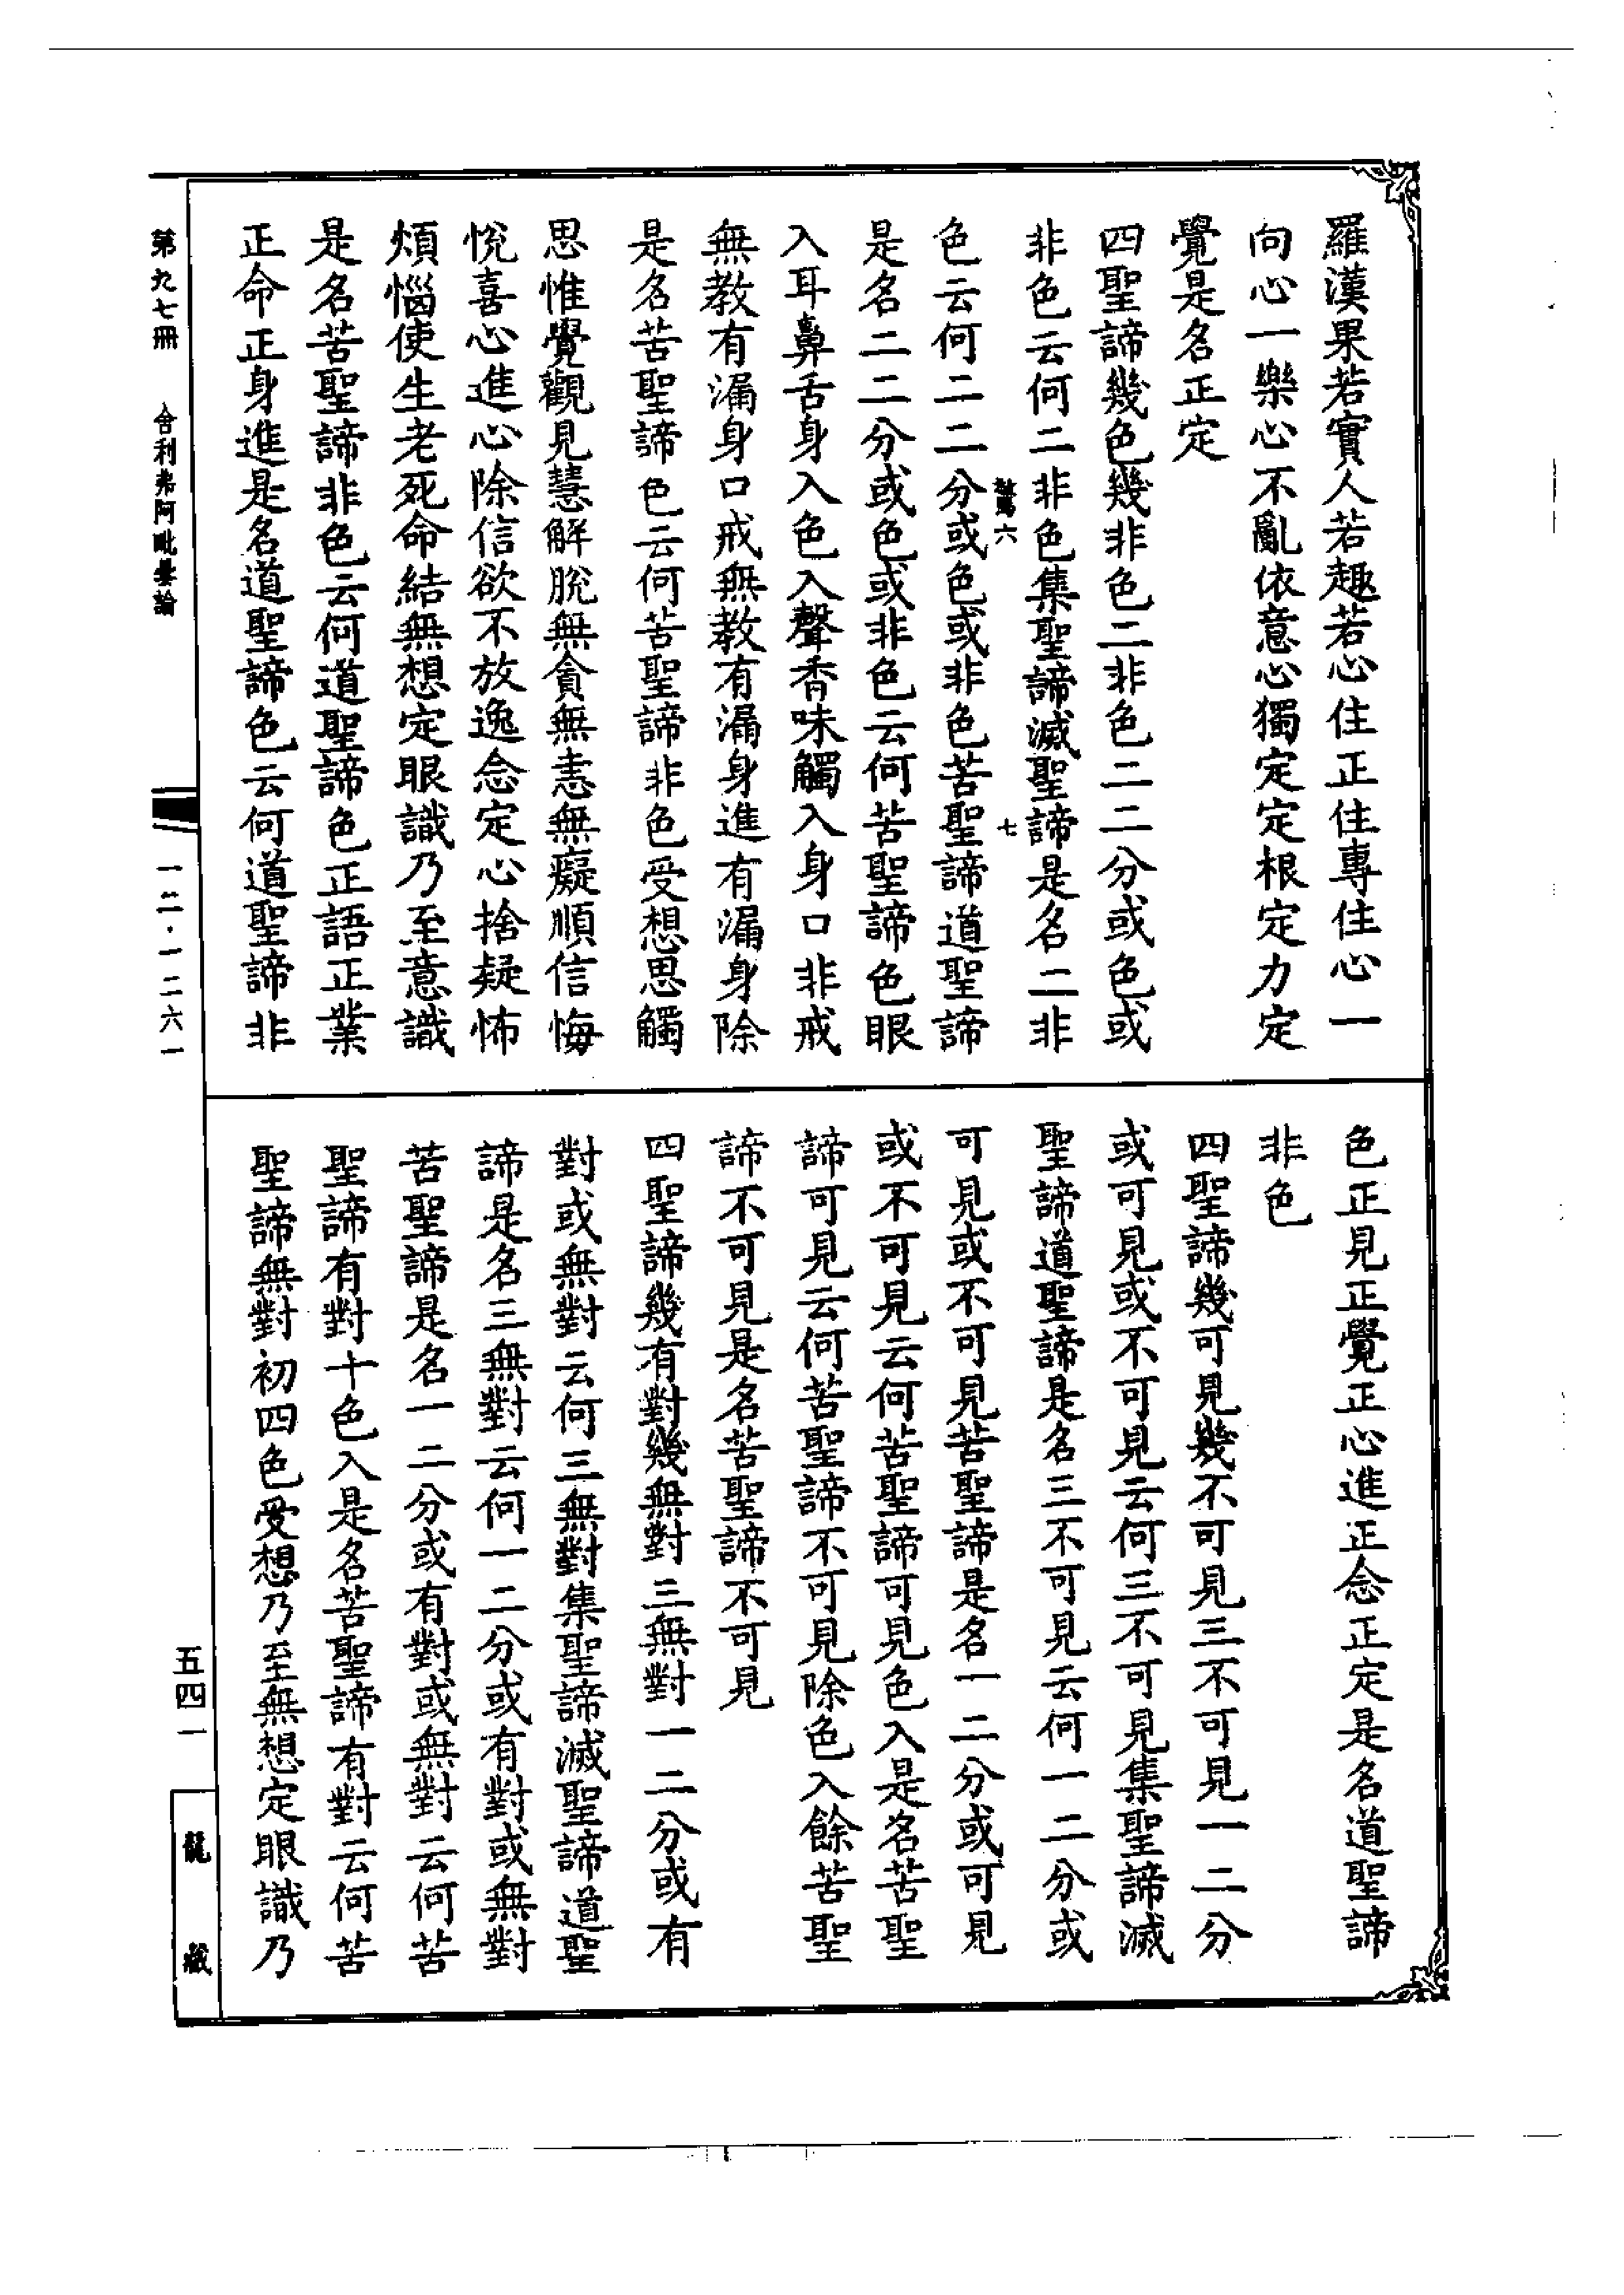 羅漢果若實人若趣若心住正住專住心一
向心一樂心不亂依意心獨定定根定力定
覺是名正定
四聖諦幾色幾非色二非色二二分或色或
非色云何二非色集聖諦滅聖諦是名二非
六 七
色云何二二分或色或非色苦聖諦道聖諦
是名二二分或色或非色云何苦聖諦色眼
入耳鼻舌身入色入聲香味觸入身口非戒
無教有漏身口戒無教有漏身進有漏身除
是名苦聖諦色云何苦聖諦非色受想思觸
思惟覺觀見慧解脫無貪無恚無癡順信悔
悅喜心進心除信欲不放逸念定心捨疑怖
煩惱使生老死命結無想定眼識乃至意識
是名苦聖諦非色云何道聖諦色正語正業
正命正身進是名道聖諦色云何道聖諦非
色正見正覺正心進正念正定是名道聖諦
非色
四聖諦幾可見幾不可見三不可見一二分
或可見或不可見云何三不可見集聖諦滅
聖諦道聖諦是名三不可見云何一二分或
可見或不可見苦聖諦是名一二分或可見
或不可見云何苦聖諦可見色入是名苦聖
諦可見云何苦聖諦不可見除色入餘苦聖
諦不可見是名苦聖諦不可見
四聖諦幾有對幾無對三無對一二分或有
對或無對云何三無對集聖諦滅聖諦道聖
諦是名三無對云何一二分或有對或無對
苦聖諦是名一二分或有對或無對云何苦
聖諦有對十色入是名苦聖諦有對云何苦
聖諦無對初四色受想乃至無想定眼識乃
第九七冊 舍利弗阿毗曇論
一二·一二六一
五四一
龍藏